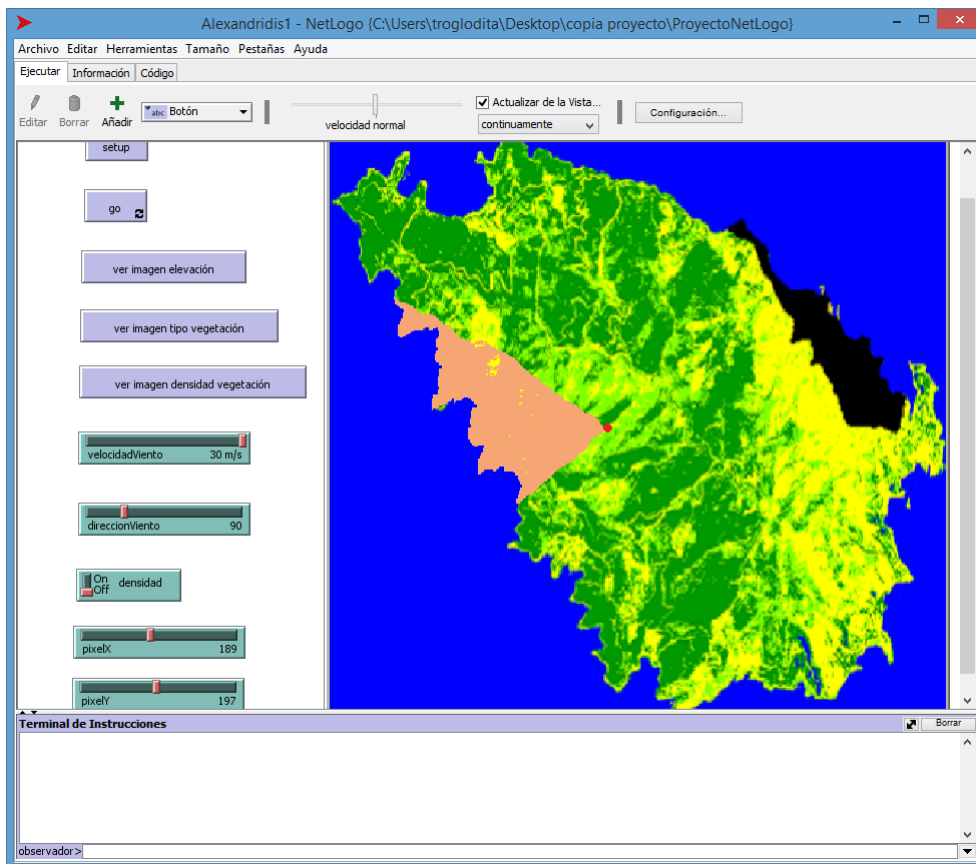 Alexandridis1 - NetLogo {C:\Users\troglodita\Desktop\copia proyecto\ProyectoNetLogo}
Archivo Editar Herramientas Tamaño Pestañas Ayuda
Ejecutar Información Código
Editar Borrar Añadir
abc Botón
velocidad normal
Actualizar de la Vista...
continuamente
Configuración...
setup
go
ver imagen elevación
ver imagen tipo vegetación
ver imagen densidad vegetación
velocidadViento 30 m/s
direccionViento 90
On
Off
densidad
pixelX 189
pixelY 197
Terminal de Instrucciones
Borrar
observador>